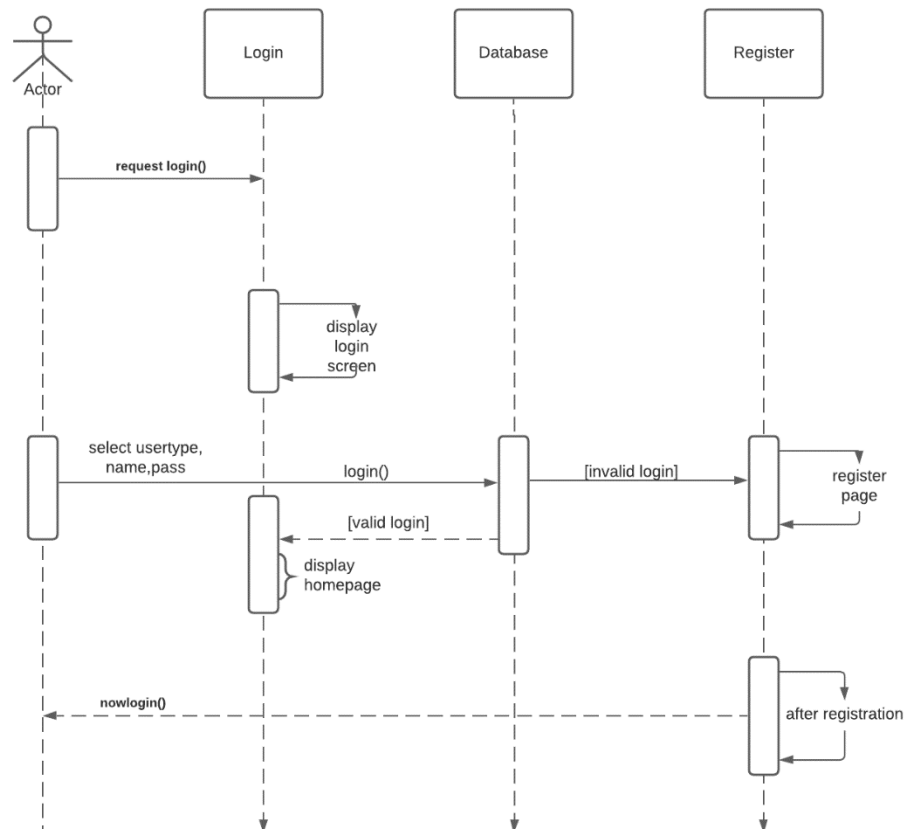 Login
Database
Register
Actor
request login()
display
login
screen
select usertype,
name,pass
login()
[invalid login]
register
page
[valid login]
display
homepage
nowlogin()
after registration